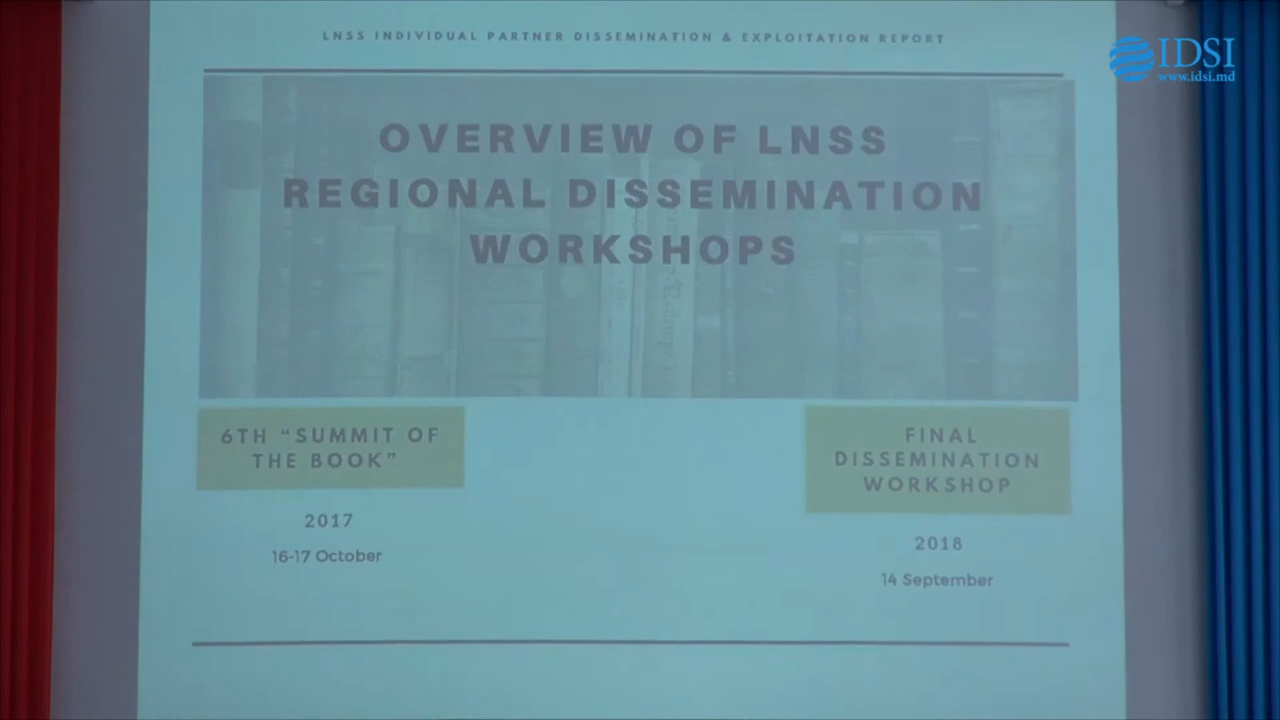 LNSS INDIVIDUAL PARTNER DISSEMINATION & EXPLOITATION REPORT
IDSI
www.idsi.md
OVERVIEW OF LNSS
REGIONAL DISSEMINATION
WORKSHOPS
6TH “SUMMIT OF
THE BOOK”
2017
16-17 October
FINAL
DISSEMINATION
WORKSHOP
2018
14 September